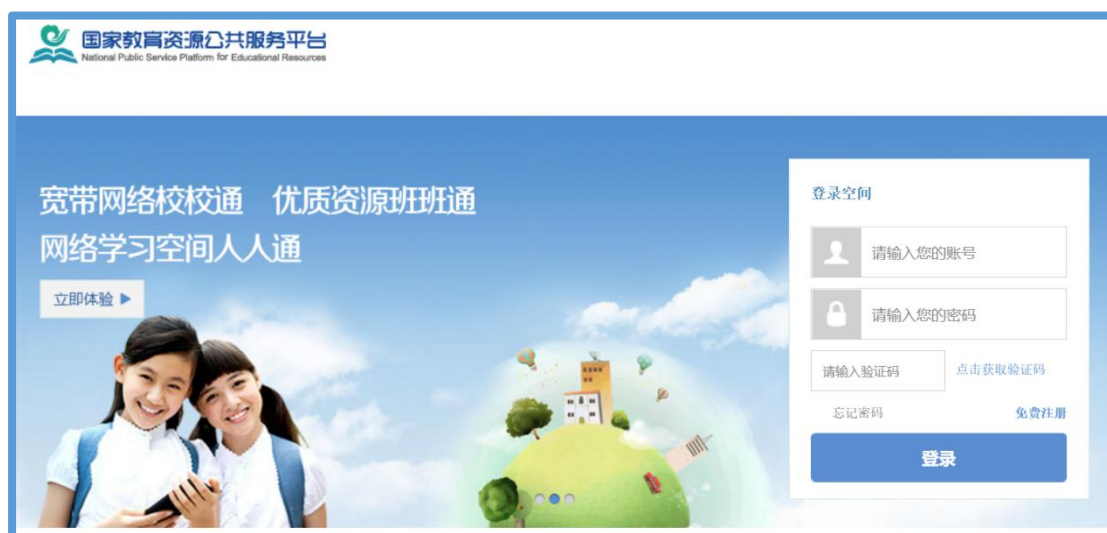 国家教育资源公共服务平台
National Public Service Platform for Educational Resources
宽带网络校校通 优质资源班班通
网络学习空间人人通
立即体验
登录空间
请输入您的账号
请输入您的密码
请输入验证码 点击获取验证码
忘记密码 免费注册
登录